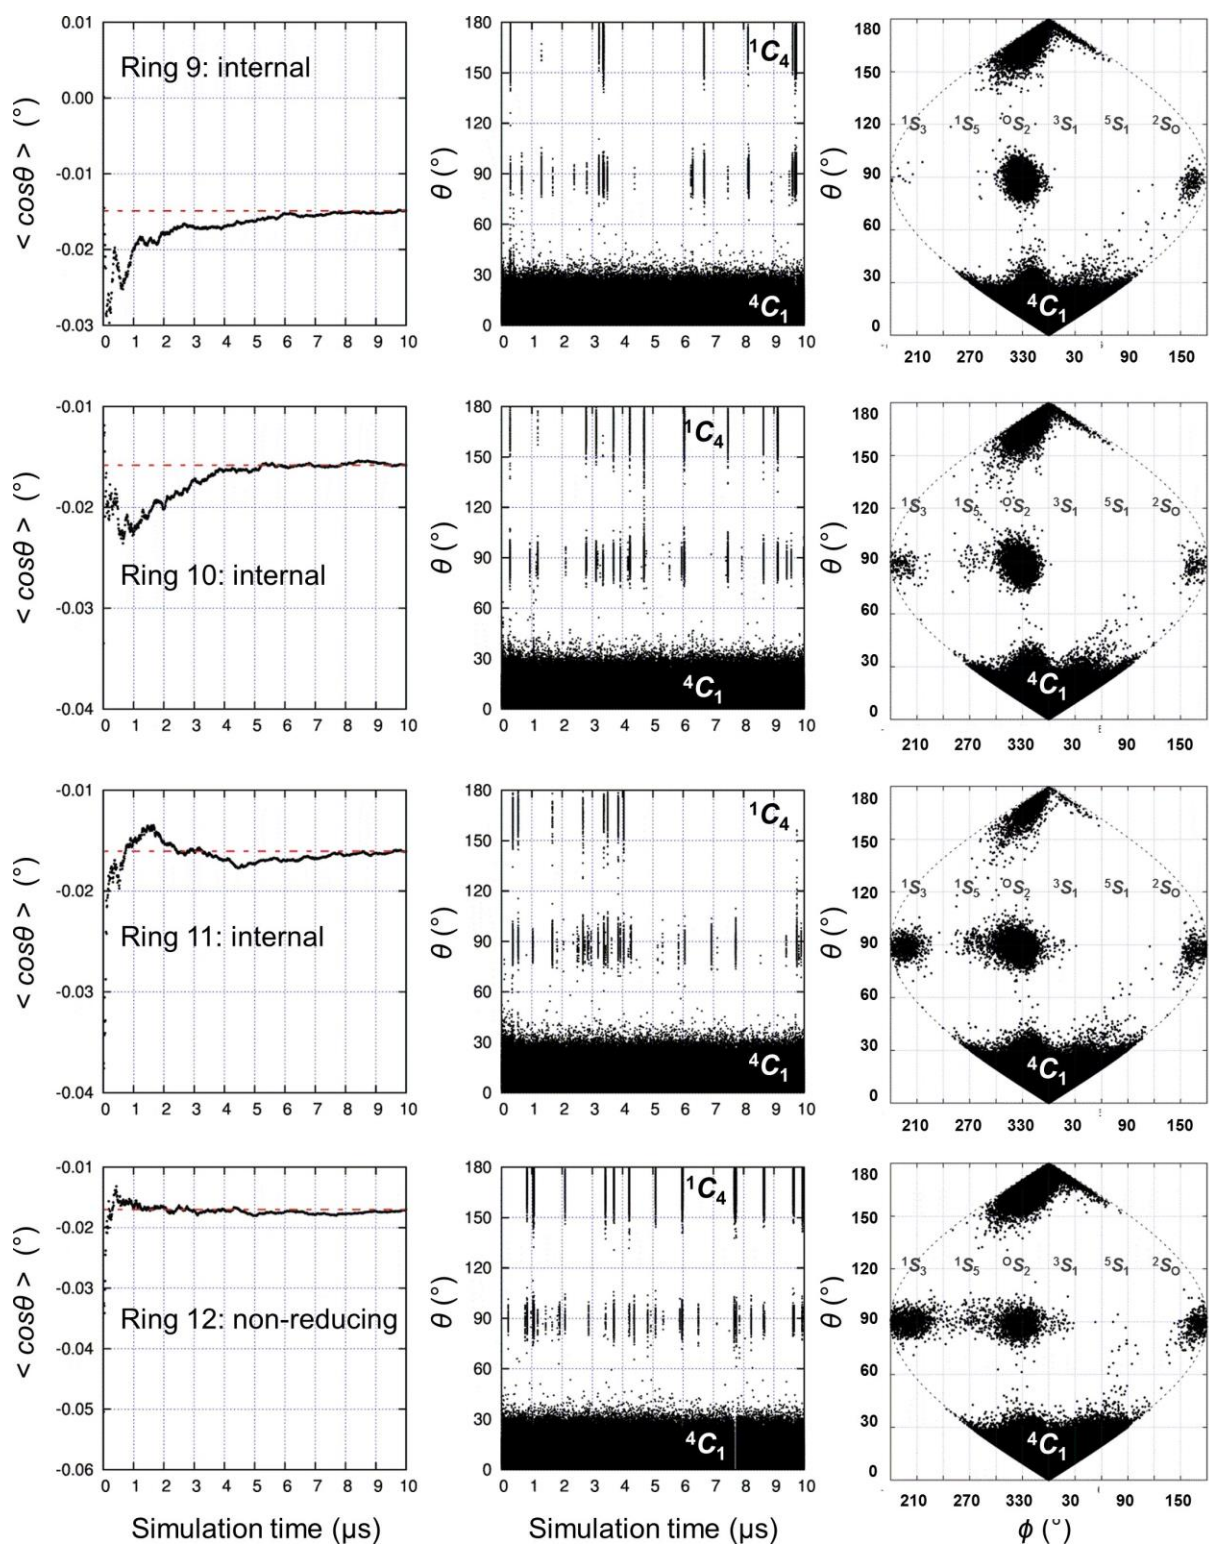 0.01
0.00
-0.01
-0.02
-0.03
< cosθ > (°)
Ring 9: internal
0 1 2 3 4 5 6 7 8 9 10
180
150
120
90
60
30
0
θ (°)
¹C₄
⁴C₁
0 1 2 3 4 5 6 7 8 9 10
180
150
120
90
60
30
0
θ (°)
¹S₃ ¹S₅ ᴼS₂ ³S₁ ⁵S₁ ²Sₒ
⁴C₁
210 270 330 30 90 150
-0.01
-0.02
-0.03
-0.04
< cosθ > (°)
Ring 10: internal
0 1 2 3 4 5 6 7 8 9 10
180
150
120
90
60
30
0
θ (°)
¹C₄
⁴C₁
0 1 2 3 4 5 6 7 8 9 10
180
150
120
90
60
30
0
θ (°)
¹S₃ ¹S₅ ᴼS₂ ³S₁ ⁵S₁ ²Sₒ
⁴C₁
210 270 330 30 90 150
-0.01
-0.02
-0.03
-0.04
< cosθ > (°)
Ring 11: internal
0 1 2 3 4 5 6 7 8 9 10
180
150
120
90
60
30
0
θ (°)
¹C₄
⁴C₁
0 1 2 3 4 5 6 7 8 9 10
180
150
120
90
60
30
0
θ (°)
¹S₃ ¹S₅ ᴼS₂ ³S₁ ⁵S₁ ²Sₒ
⁴C₁
210 270 330 30 90 150
-0.01
-0.02
-0.03
-0.04
-0.05
-0.06
< cosθ > (°)
Ring 12: non-reducing
0 1 2 3 4 5 6 7 8 9 10
Simulation time (µs)
180
150
120
90
60
30
0
θ (°)
¹C₄
⁴C₁
0 1 2 3 4 5 6 7 8 9 10
Simulation time (µs)
180
150
120
90
60
30
0
θ (°)
¹S₃ ¹S₅ ᴼS₂ ³S₁ ⁵S₁ ²Sₒ
⁴C₁
210 270 330 30 90 150
ϕ (°)